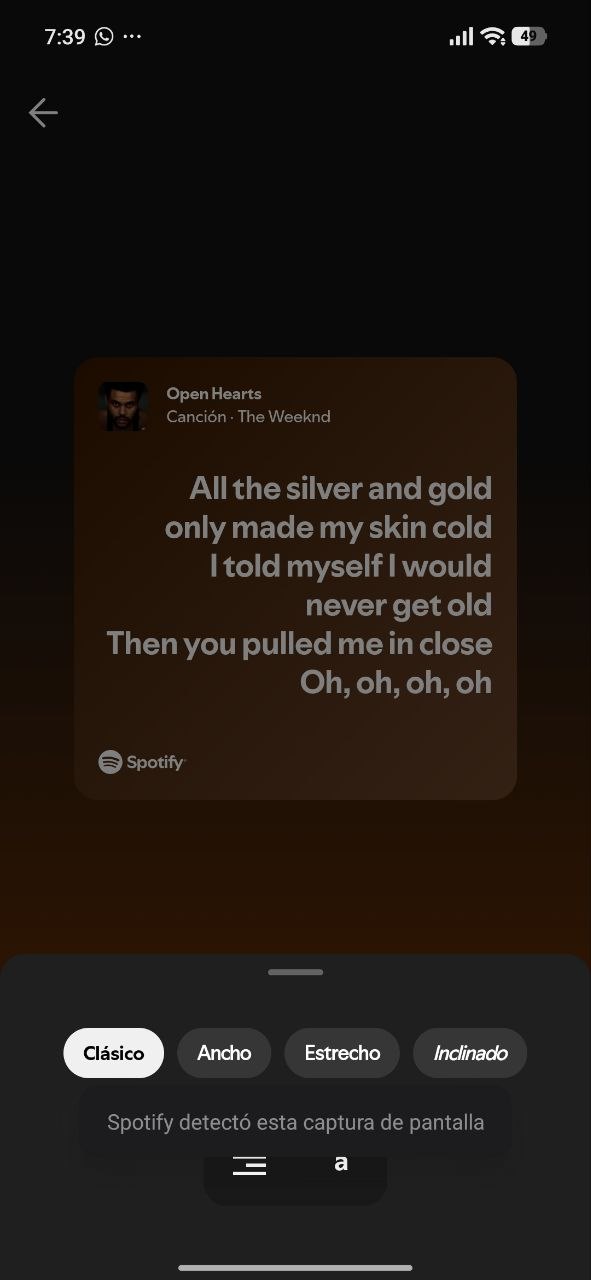 7:39
49
Open Hearts
Canción · The Weeknd
All the silver and gold
only made my skin cold
I told myself I would
never get old
Then you pulled me in close
Oh, oh, oh, oh
Spotify
Clásico
Ancho
Estrecho
Inclinado
Spotify detectó esta captura de pantalla
a